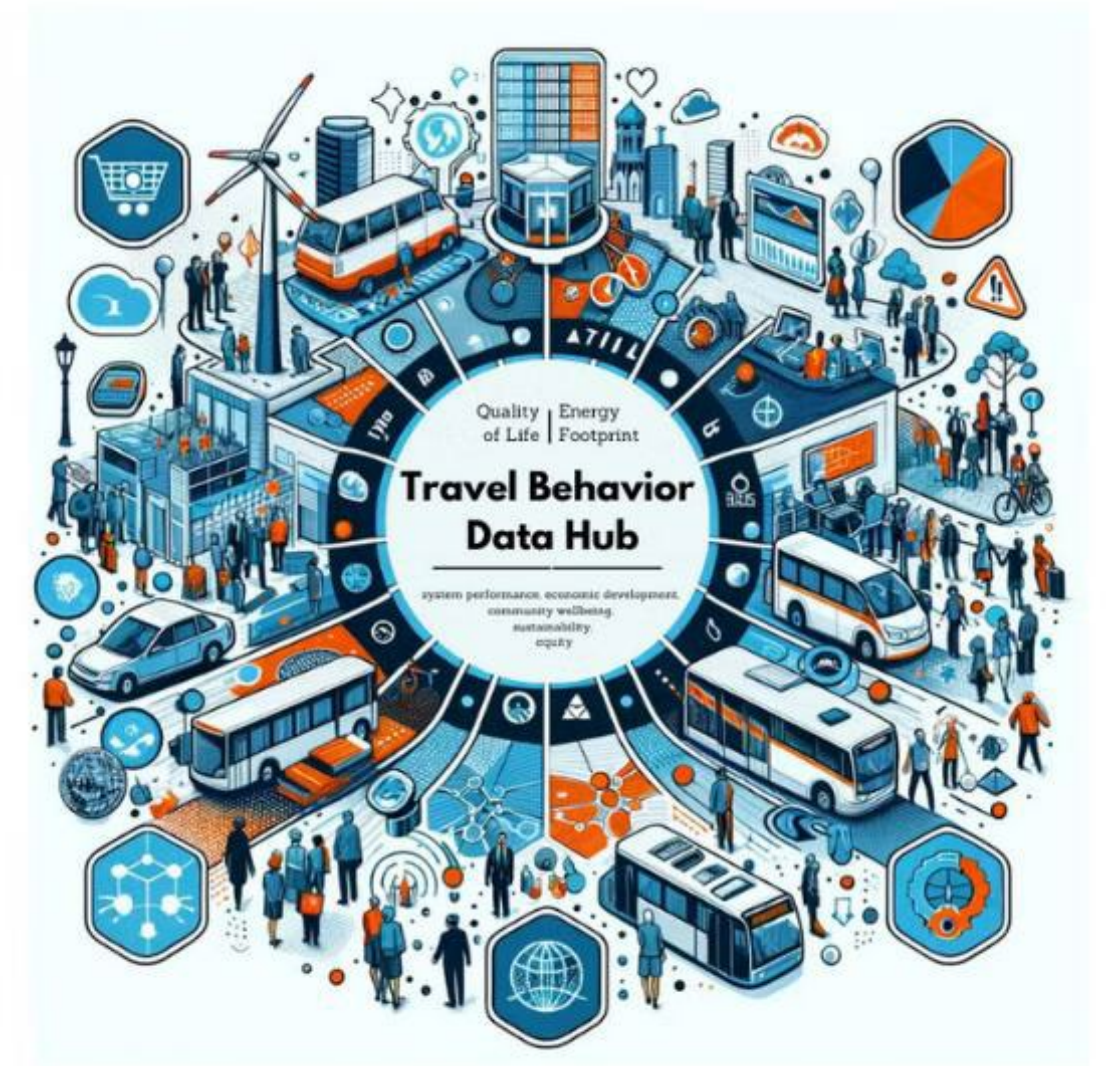 Quality | Energy
of Life | Footprint
Travel Behavior
Data Hub
system performance, economic development,
community wellbeing,
sustainability,
equity